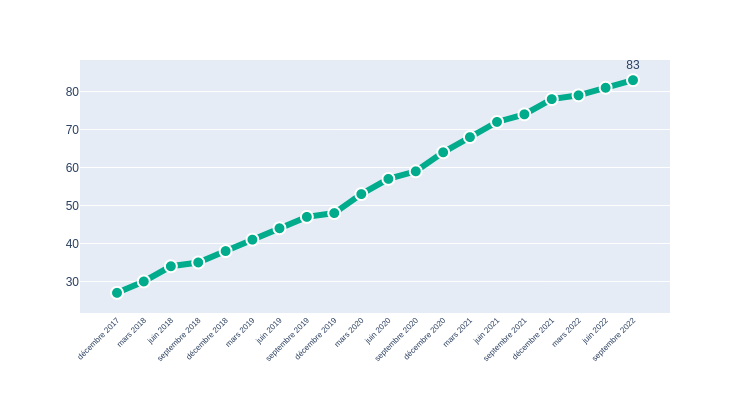 83
80
70
60
50
40
30
décembre 2017
mars 2018
juin 2018
septembre 2018
décembre 2018
mars 2019
juin 2019
septembre 2019
décembre 2019
mars 2020
juin 2020
septembre 2020
décembre 2020
mars 2021
juin 2021
septembre 2021
décembre 2021
mars 2022
juin 2022
septembre 2022